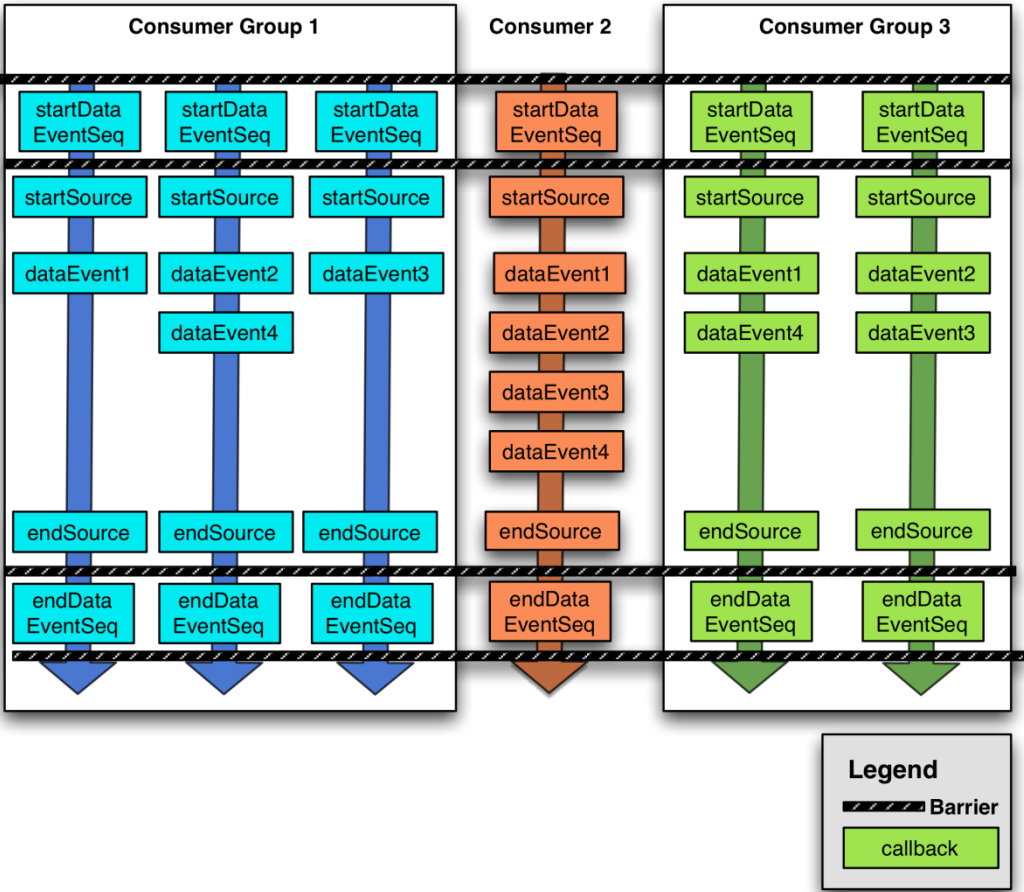 Consumer Group 1
Consumer 2
Consumer Group 3
startData
EventSeq
startData
EventSeq
startData
EventSeq
startData
EventSeq
startData
EventSeq
startData
EventSeq
startSource
startSource
startSource
startSource
startSource
startSource
dataEvent1
dataEvent2
dataEvent3
dataEvent1
dataEvent1
dataEvent2
dataEvent4
dataEvent2
dataEvent4
dataEvent3
dataEvent3
dataEvent4
endSource
endSource
endSource
endSource
endSource
endSource
endData
EventSeq
endData
EventSeq
endData
EventSeq
endData
EventSeq
endData
EventSeq
endData
EventSeq
Legend
Barrier
callback